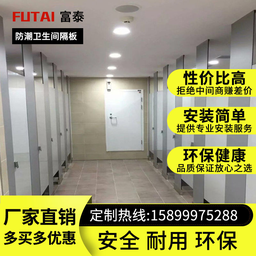 FUTAI 富泰
防潮卫生间隔板
性价比高
拒绝中间商赚差价
安装简单
提供专业安装服务
环保健康
品质保证放心之选
厂家直销
多买多优惠
定制热线:15899975288
安全 耐用 环保